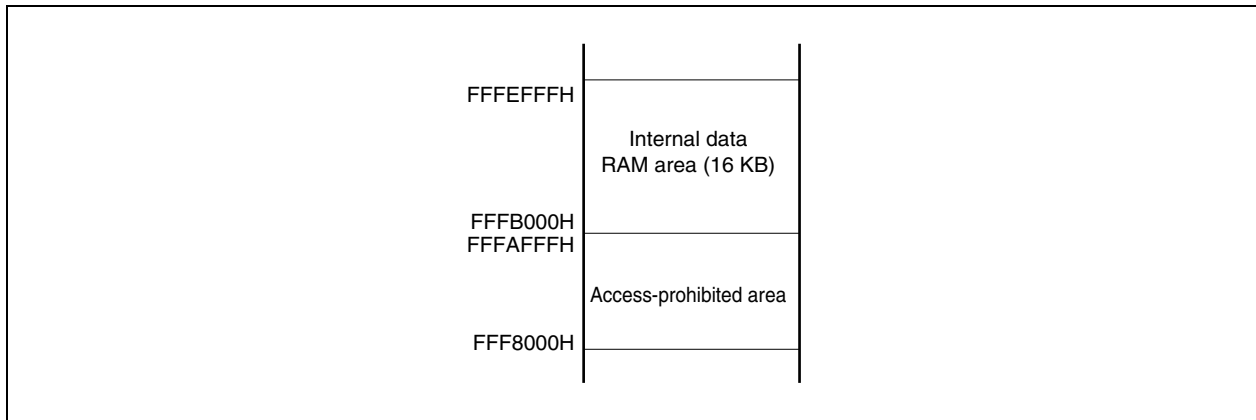 FFFEFFFH
Internal data
RAM area (16 KB)
FFFB000H
FFFAFFFH
Access-prohibited area
FFF8000H